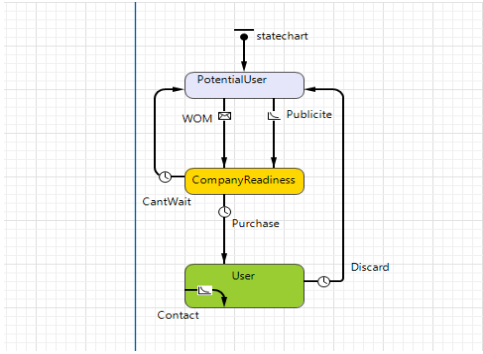 statechart
PotentialUser
WOM
Publicite
CompanyReadiness
CantWait
Purchase
Discard
User
Contact